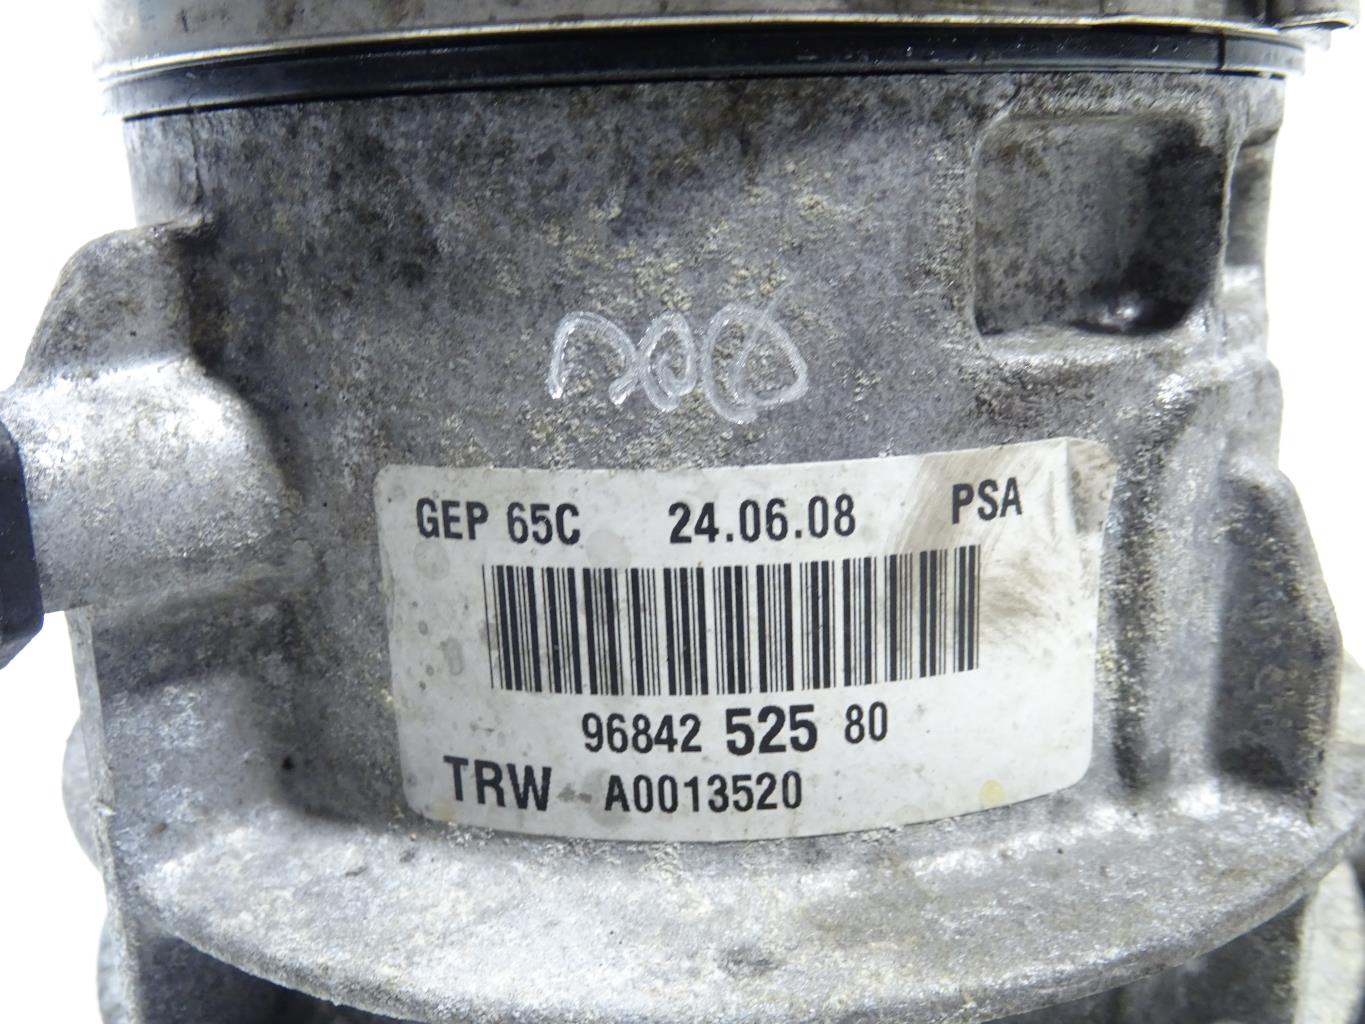 GEP 65C 24.06.08 PSA
96842 525 80
TRW A0013520